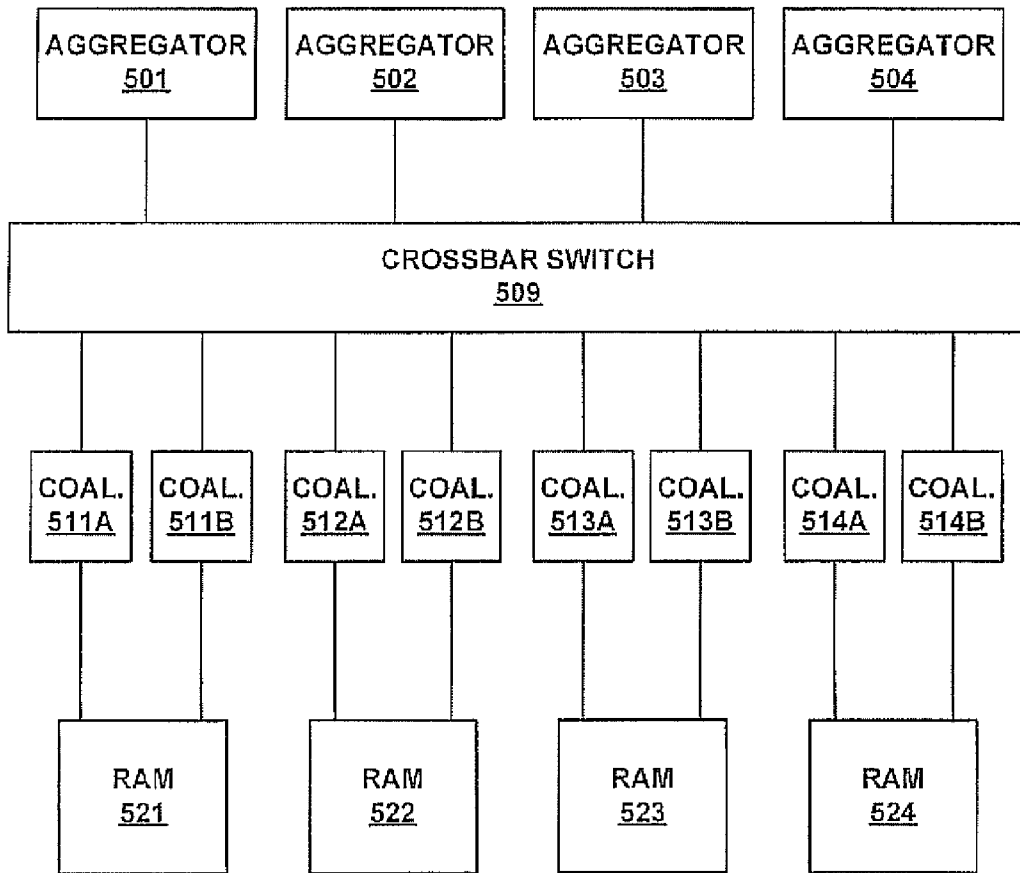 AGGREGATOR
501
AGGREGATOR
502
AGGREGATOR
503
AGGREGATOR
504
CROSSBAR SWITCH
509
COAL.
511A
COAL.
511B
COAL.
512A
COAL.
512B
COAL.
513A
COAL.
513B
COAL.
514A
COAL.
514B
RAM
521
RAM
522
RAM
523
RAM
524